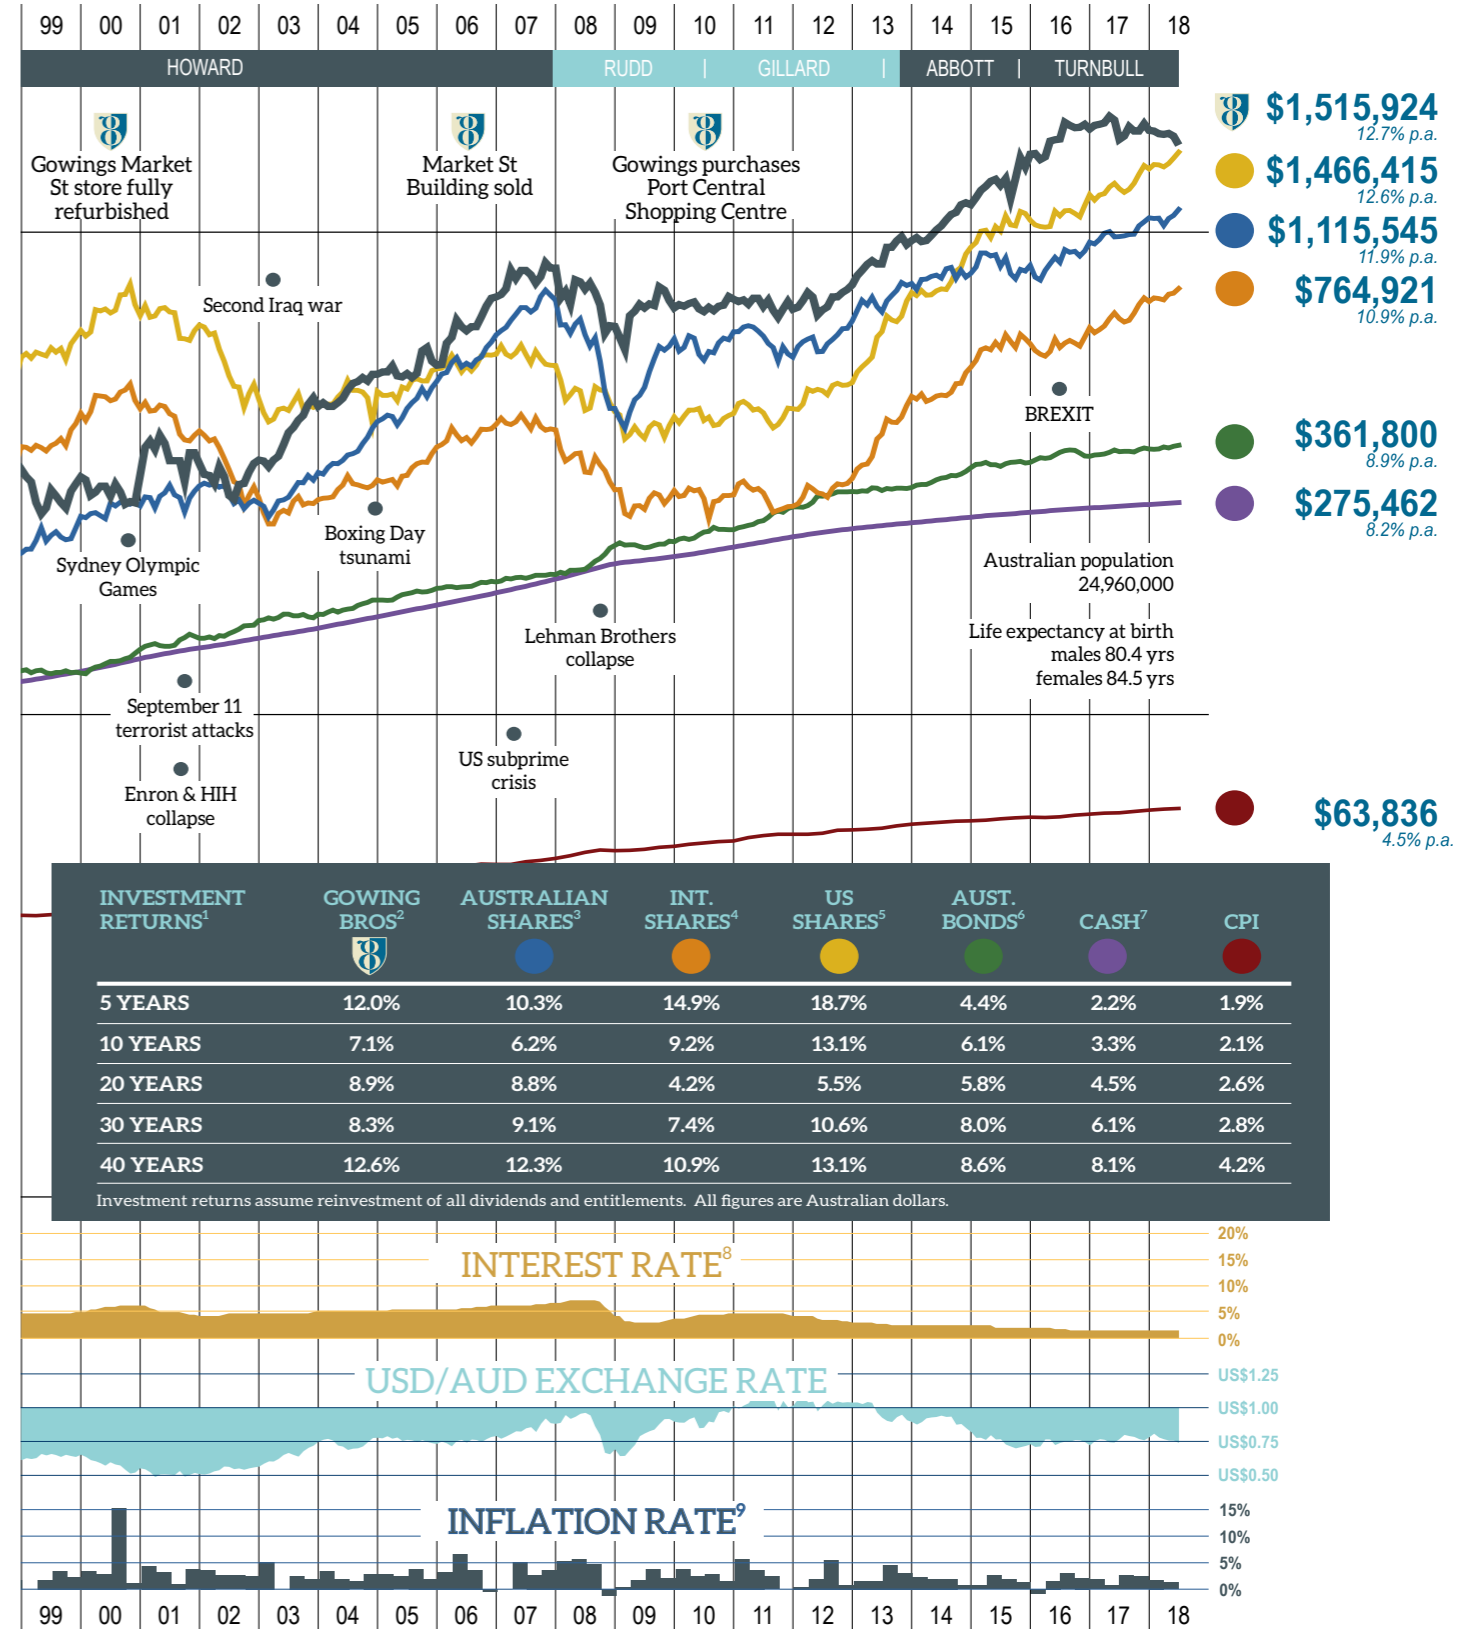 99 00 01 02 03 04 05 06 07 08 09 10 11 12 13 14 15 16 17 18
HOWARD RUDD | GILLARD | ABBOTT | TURNBULL
Gowings Market
St store fully
refurbished
Market St
Building sold
Gowings purchases
Port Central
Shopping Centre
$1,515,924
12.7% p.a.
$1,466,415
12.6% p.a.
$1,115,545
11.9% p.a.
$764,921
10.9% p.a.
Second Iraq war
BREXIT
$361,800
8.9% p.a.
$275,462
8.2% p.a.
Boxing Day
tsunami
Sydney Olympic
Games
Australian population
24,960,000
Life expectancy at birth
males 80.4 yrs
females 84.5 yrs
Lehman Brothers
collapse
September 11
terrorist attacks
US subprime
crisis
Enron & HIH
collapse
$63,836
4.5% p.a.
INVESTMENT RETURNS¹ GOWING BROS² AUSTRALIAN SHARES³ INT. SHARES⁴ US SHARES⁵ AUST. BONDS⁶ CASH⁷ CPI
5 YEARS 12.0% 10.3% 14.9% 18.7% 4.4% 2.2% 1.9%
10 YEARS 7.1% 6.2% 9.2% 13.1% 6.1% 3.3% 2.1%
20 YEARS 8.9% 8.8% 4.2% 5.5% 5.8% 4.5% 2.6%
30 YEARS 8.3% 9.1% 7.4% 10.6% 8.0% 6.1% 2.8%
40 YEARS 12.6% 12.3% 10.9% 13.1% 8.6% 8.1% 4.2%
Investment returns assume reinvestment of all dividends and entitlements. All figures are Australian dollars.
INTEREST RATE⁸
20%
15%
10%
5%
0%
USD/AUD EXCHANGE RATE
US$1.25
US$1.00
US$0.75
US$0.50
INFLATION RATE⁹
15%
10%
5%
0%
99 00 01 02 03 04 05 06 07 08 09 10 11 12 13 14 15 16 17 18